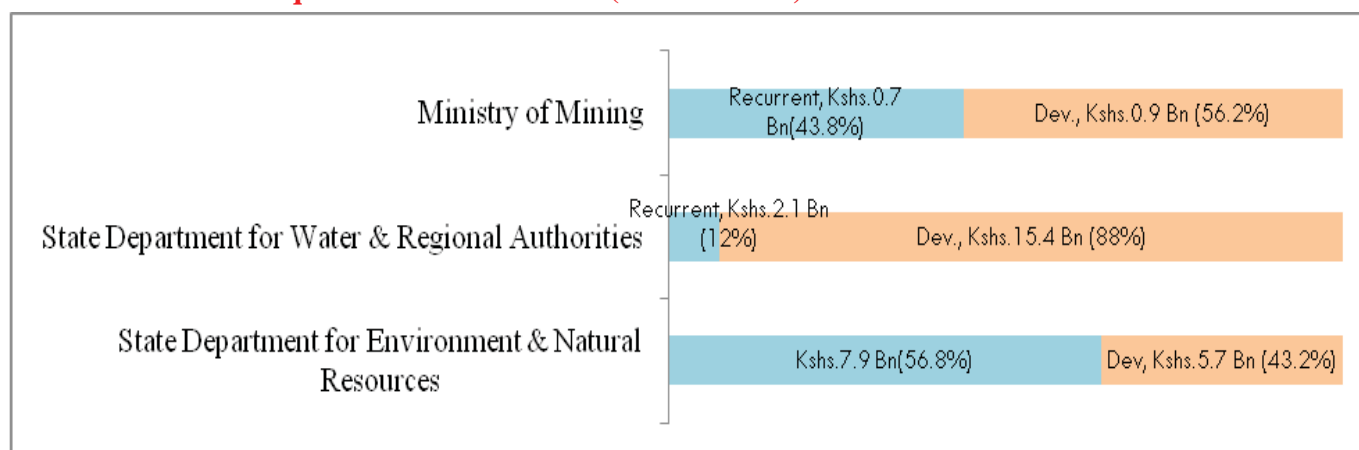 Ministry of Mining
Recurrent, Kshs.0.7
Bn(43.8%)
Dev., Kshs.0.9 Bn (56.2%)
State Department for Water & Regional Authorities
Recurrent, Kshs.2.1 Bn
(12%)
Dev., Kshs.15.4 Bn (88%)
State Department for Environment & Natural
Resources
Kshs.7.9 Bn(56.8%)
Dev, Kshs.5.7 Bn (43.2%)